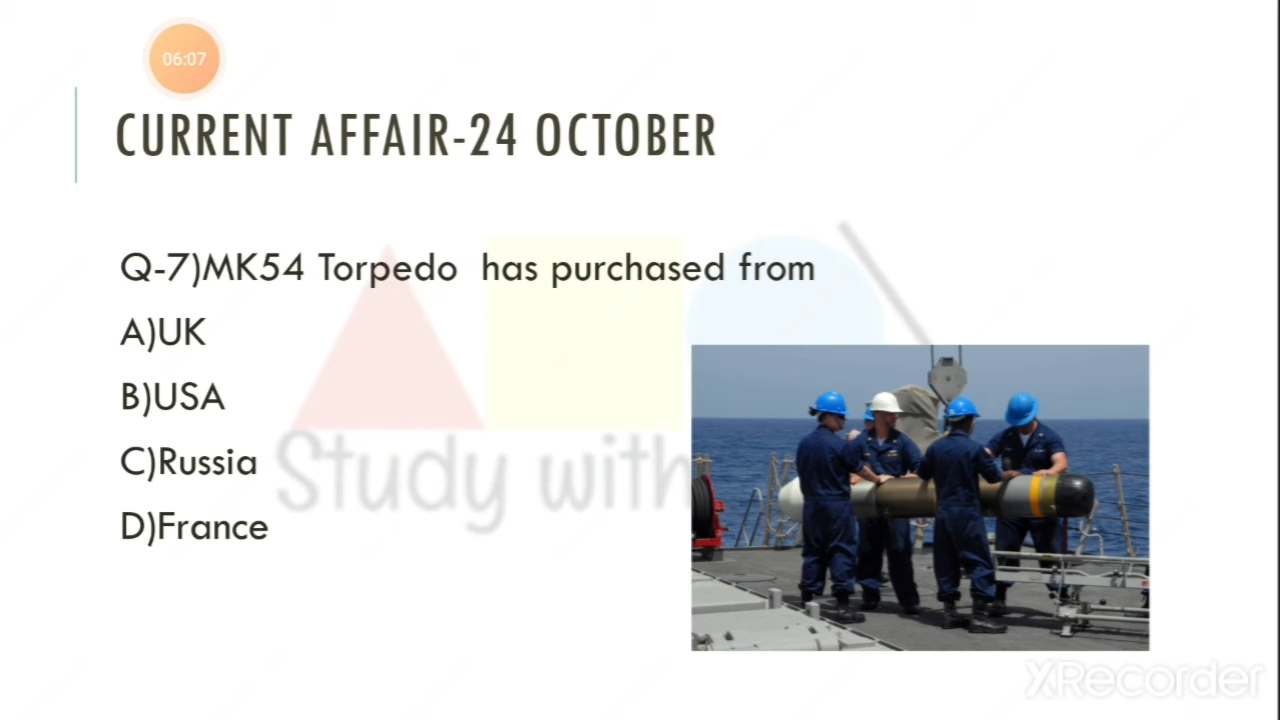 06:07
CURRENT AFFAIR-24 OCTOBER
Q-7)MK54 Torpedo has purchased from
A)UK
B)USA
C)Russia
D)France
Study with
XRecorder